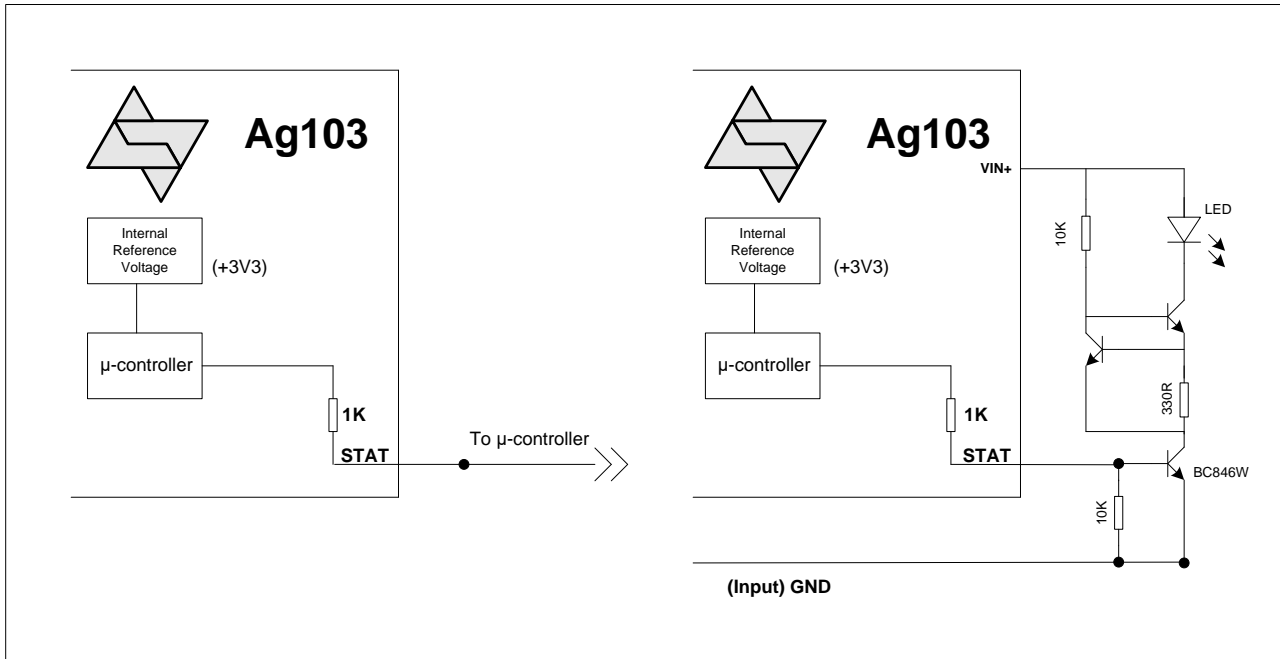 Ag103
Internal
Reference
Voltage
(+3V3)
µ-controller
1K
STAT
To µ-controller
Ag103
VIN+
LED
10K
Internal
Reference
Voltage
(+3V3)
µ-controller
1K
330R
STAT
BC846W
10K
(Input) GND